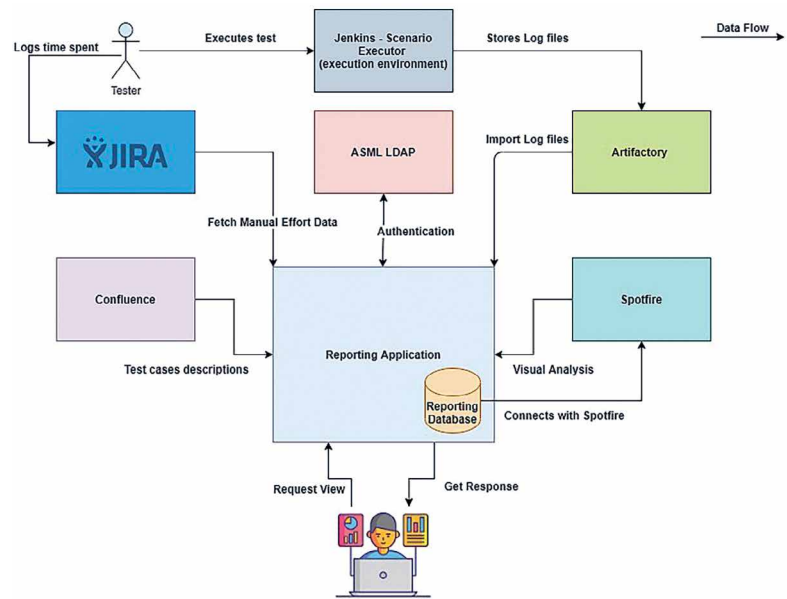 Logs time spent
Executes test
Jenkins - Scenario
Executor
(execution environment)
Stores Log files
Data Flow
Tester
JIRA
ASML LDAP
Import Log files
Artifactory
Fetch Manual Effort Data
Authentication
Confluence
Spotfire
Test cases descriptions
Reporting Application
Visual Analysis
Reporting
Database
Connects with Spotfire
Request View
Get Response